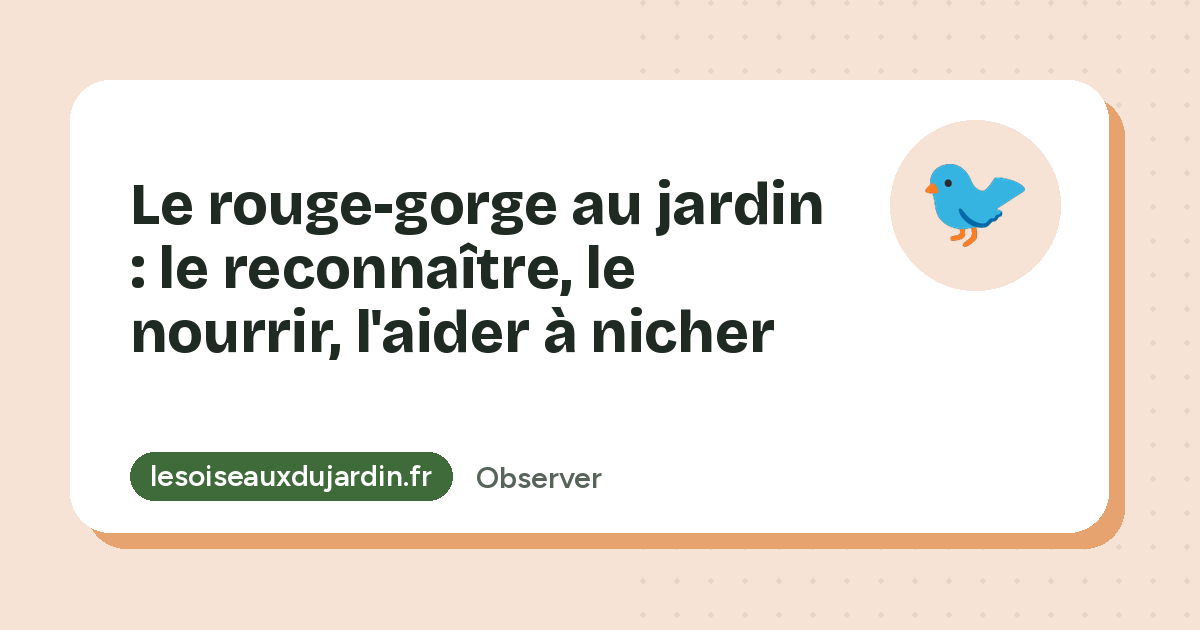 Le rouge-gorge au jardin
: le reconnaître, le
nourrir, l'aider à nicher
lesoiseauxdujardin.fr
Observer